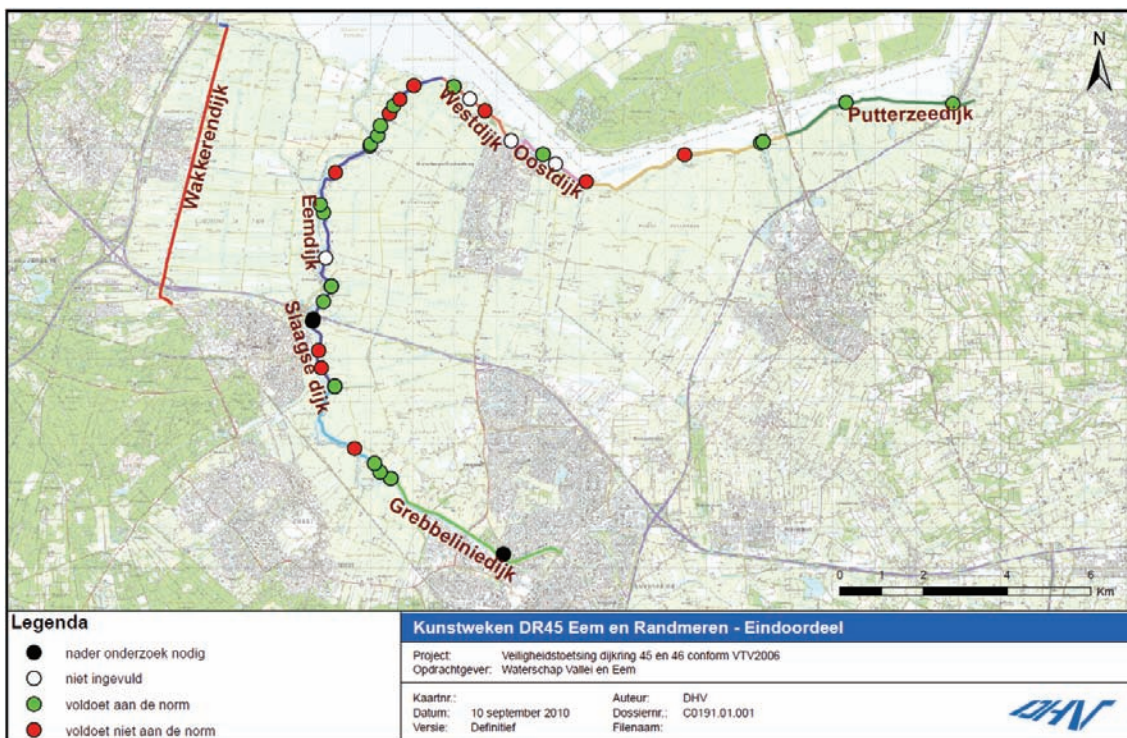 N
Wakkerendijk
Westdijk
Oostdijk
Putterzeedijk
Eemdijk
Slaagse dijk
Grebbeliniedijk
0 1 2 4 6
Km
Legenda
nader onderzoek nodig
niet ingevuld
voldoet aan de norm
voldoet niet aan de norm
Kunstweken DR45 Eem en Randmeren - Eindoordeel
Project: Veiligheidstoetsing dijkring 45 en 46 conform VTV2006
Opdrachtgever: Waterschap Vallei en Eem
Kaartnr.: Auteur: DHV
Datum: 10 september 2010 Dossiernr.: C0191.01.001
Versie: Definitief Filenaam:
DHV